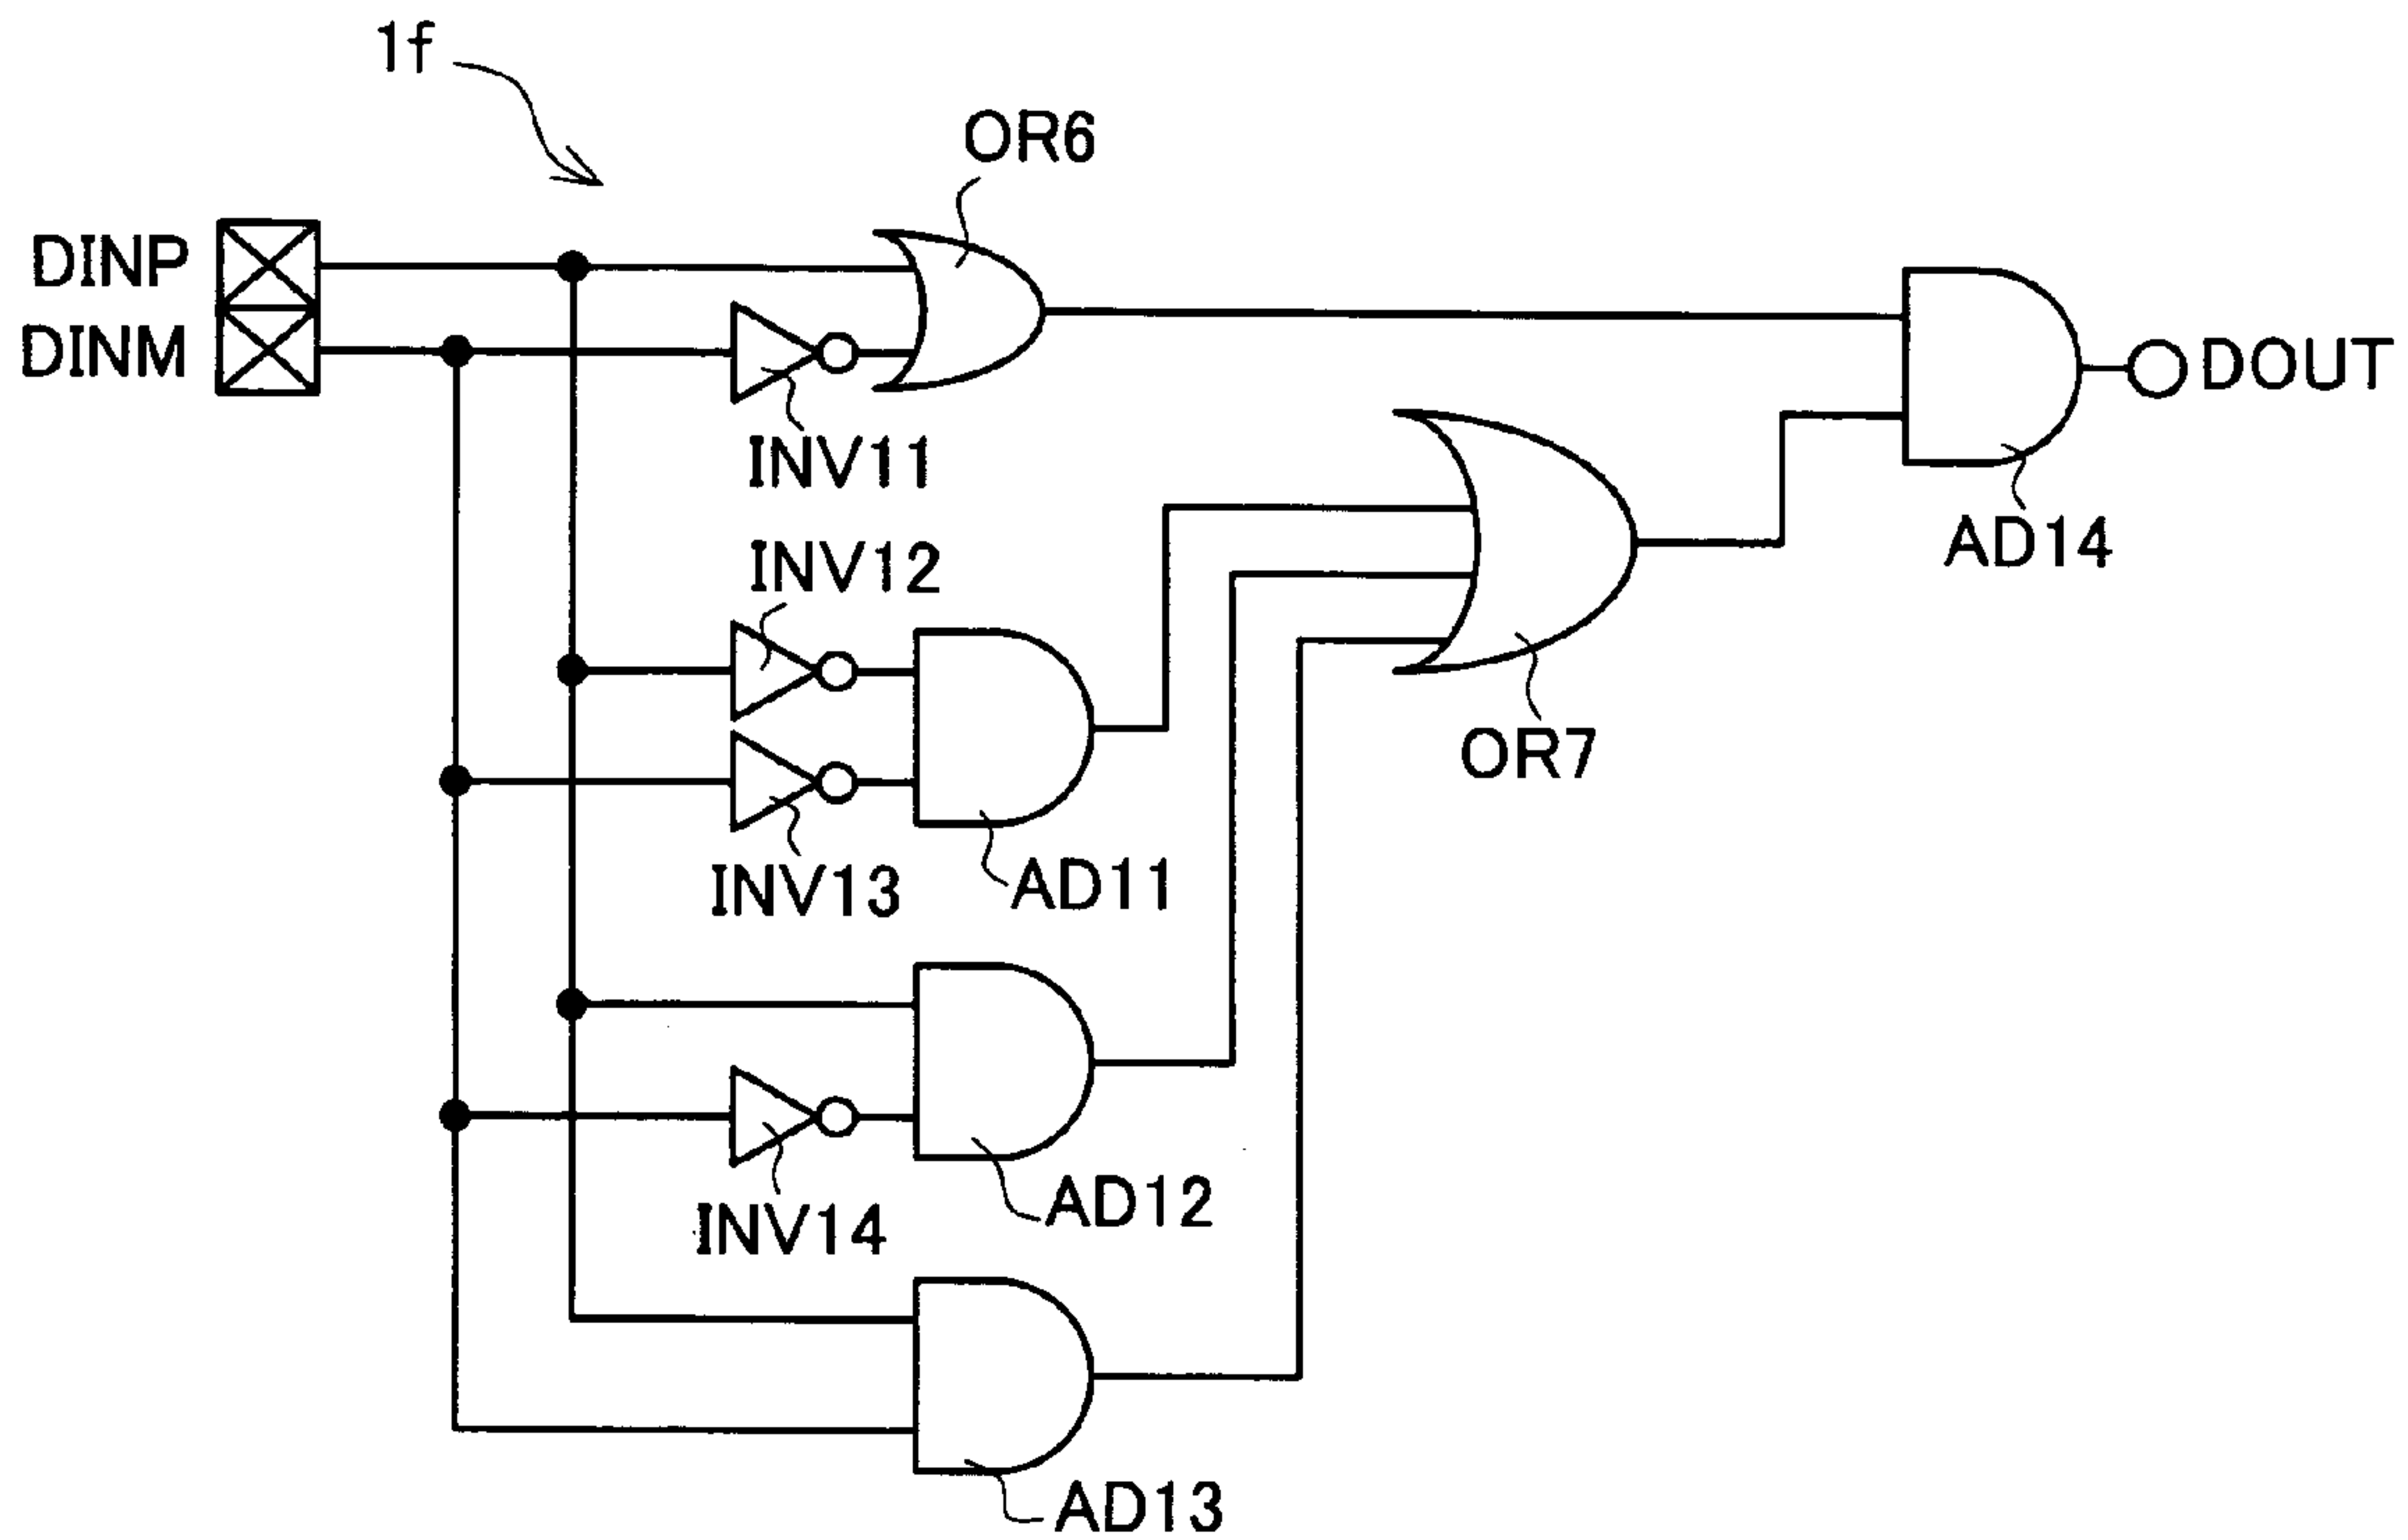 1f
OR6
DINP
DINM
DOUT
INV11
AD14
INV12
OR7
INV13
AD11
AD12
INV14
AD13